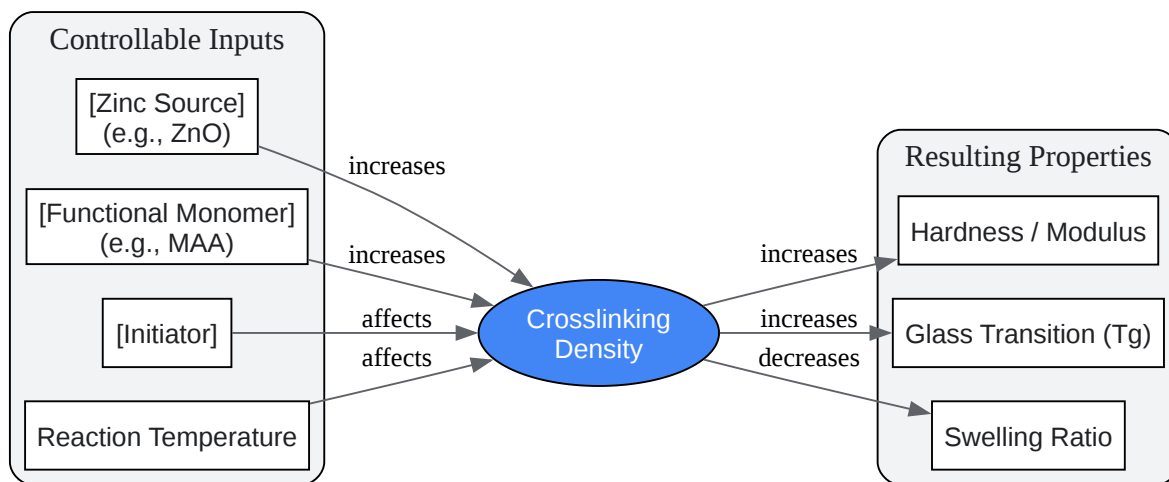 Controllable Inputs
[Zinc Source]
(e.g., ZnO)
[Functional Monomer]
(e.g., MAA)
[Initiator]
Reaction Temperature
increases
increases
affects
affects
Crosslinking
Density
increases
increases
decreases
Resulting Properties
Hardness / Modulus
Glass Transition (Tg)
Swelling Ratio